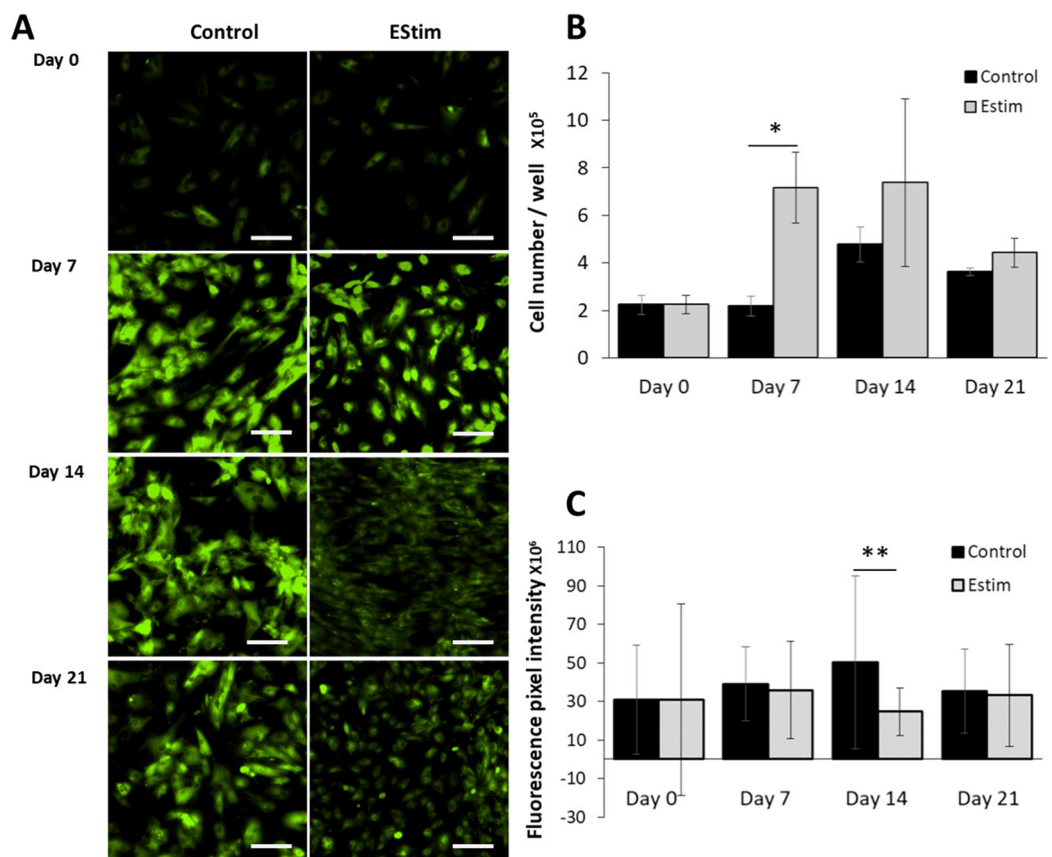 A
Control
EStim
Day 0
Day 7
Day 14
Day 21
B
Cell number / well X10⁵
12
10
8
6
4
2
0
Control
Estim
*
Day 0
Day 7
Day 14
Day 21
C
Fluorescence pixel intensity X10⁶
110
90
70
50
30
10
-10
-30
Control
Estim
**
Day 0
Day 7
Day 14
Day 21